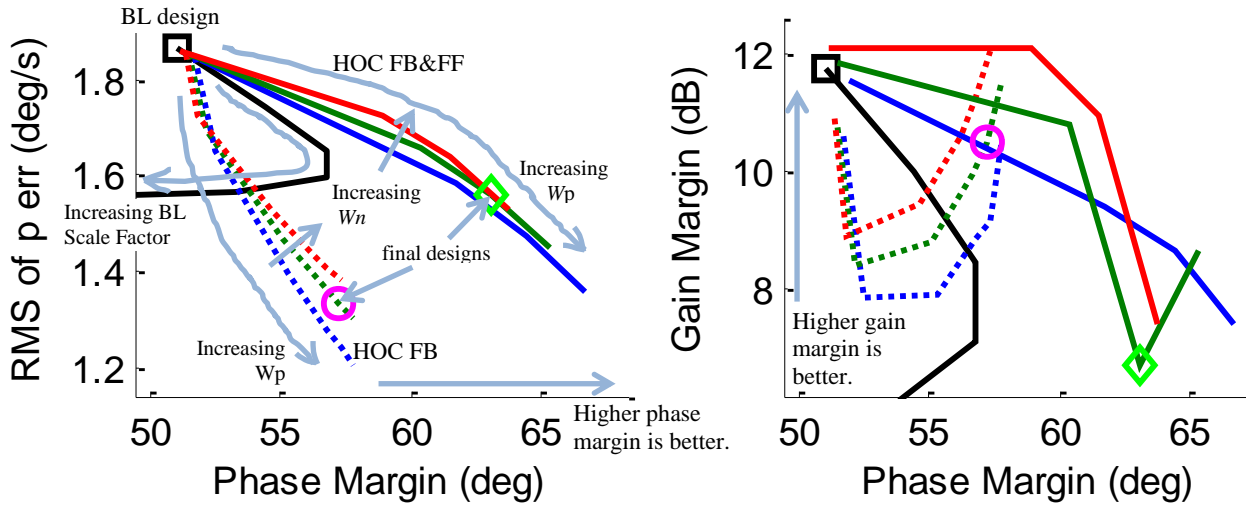 BL design
RMS of p err (deg/s)
1.8
1.6
1.4
1.2
HOC FB&FF
Increasing
Wp
Increasing
Wn
Increasing BL
Scale Factor
final designs
Increasing
Wp
HOC FB
Higher phase
margin is better.
50
55
60
65
Phase Margin (deg)
Gain Margin (dB)
12
10
8
Higher gain
margin is
better.
50
55
60
65
Phase Margin (deg)